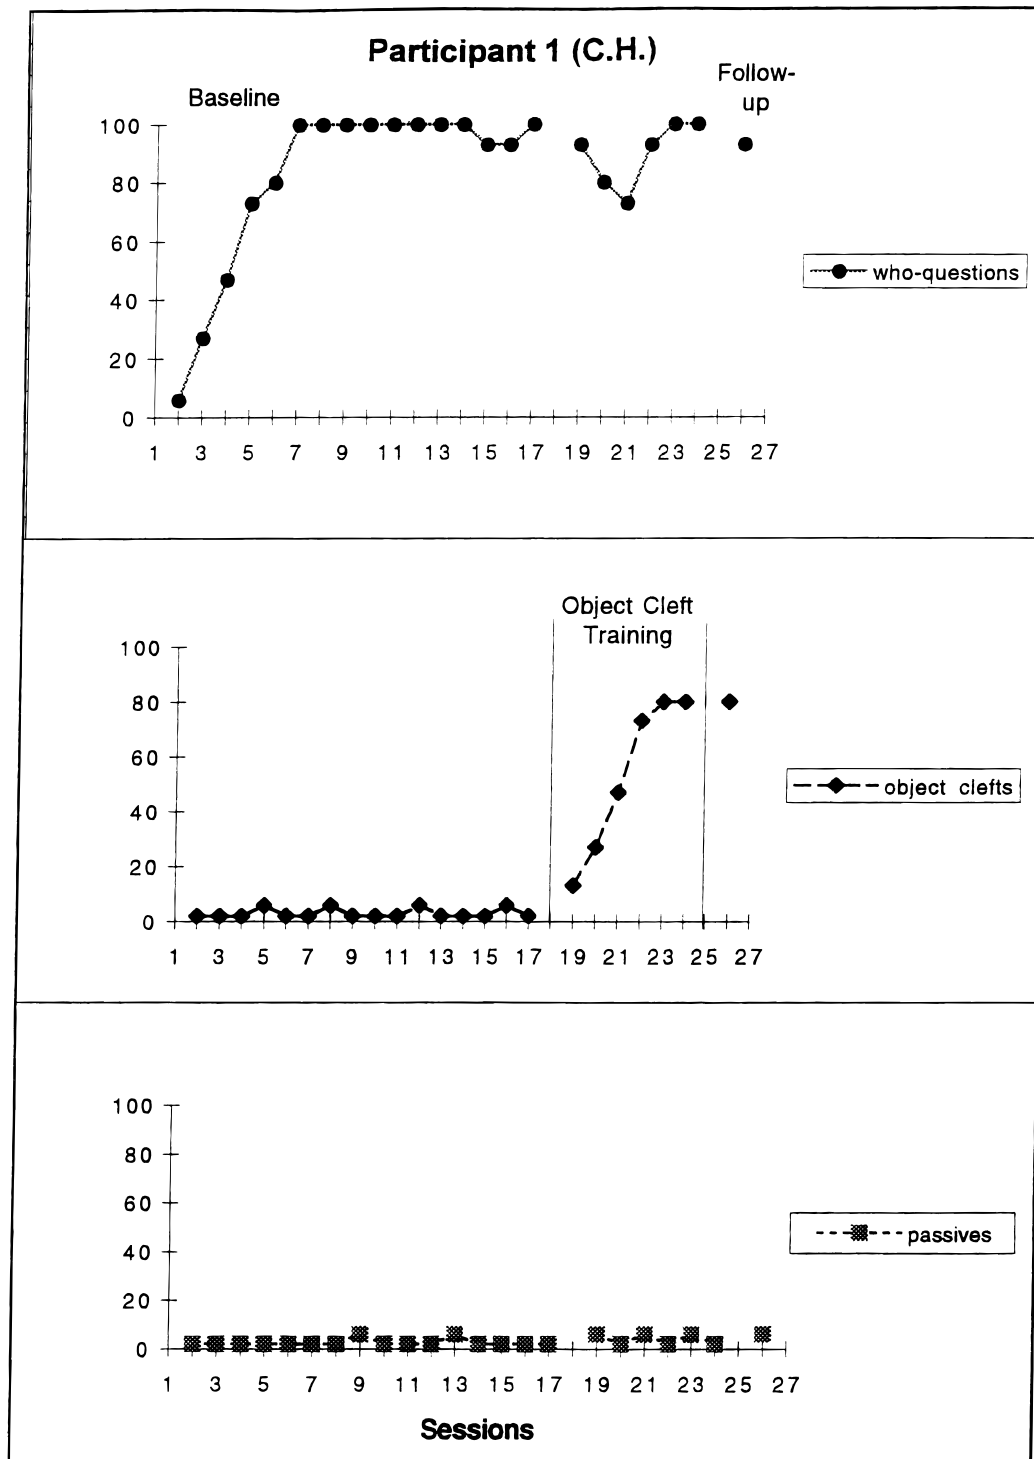 Participant 1 (C.H.)
Baseline
Follow-
up
100
80
60
40
20
0
1 3 5 7 9 11 13 15 17 19 21 23 25 27
who-questions
Object Cleft
Training
100
80
60
40
20
0
1 3 5 7 9 11 13 15 17 19 21 23 25 27
object clefts
100
80
60
40
20
0
1 3 5 7 9 11 13 15 17 19 21 23 25 27
passives
Sessions